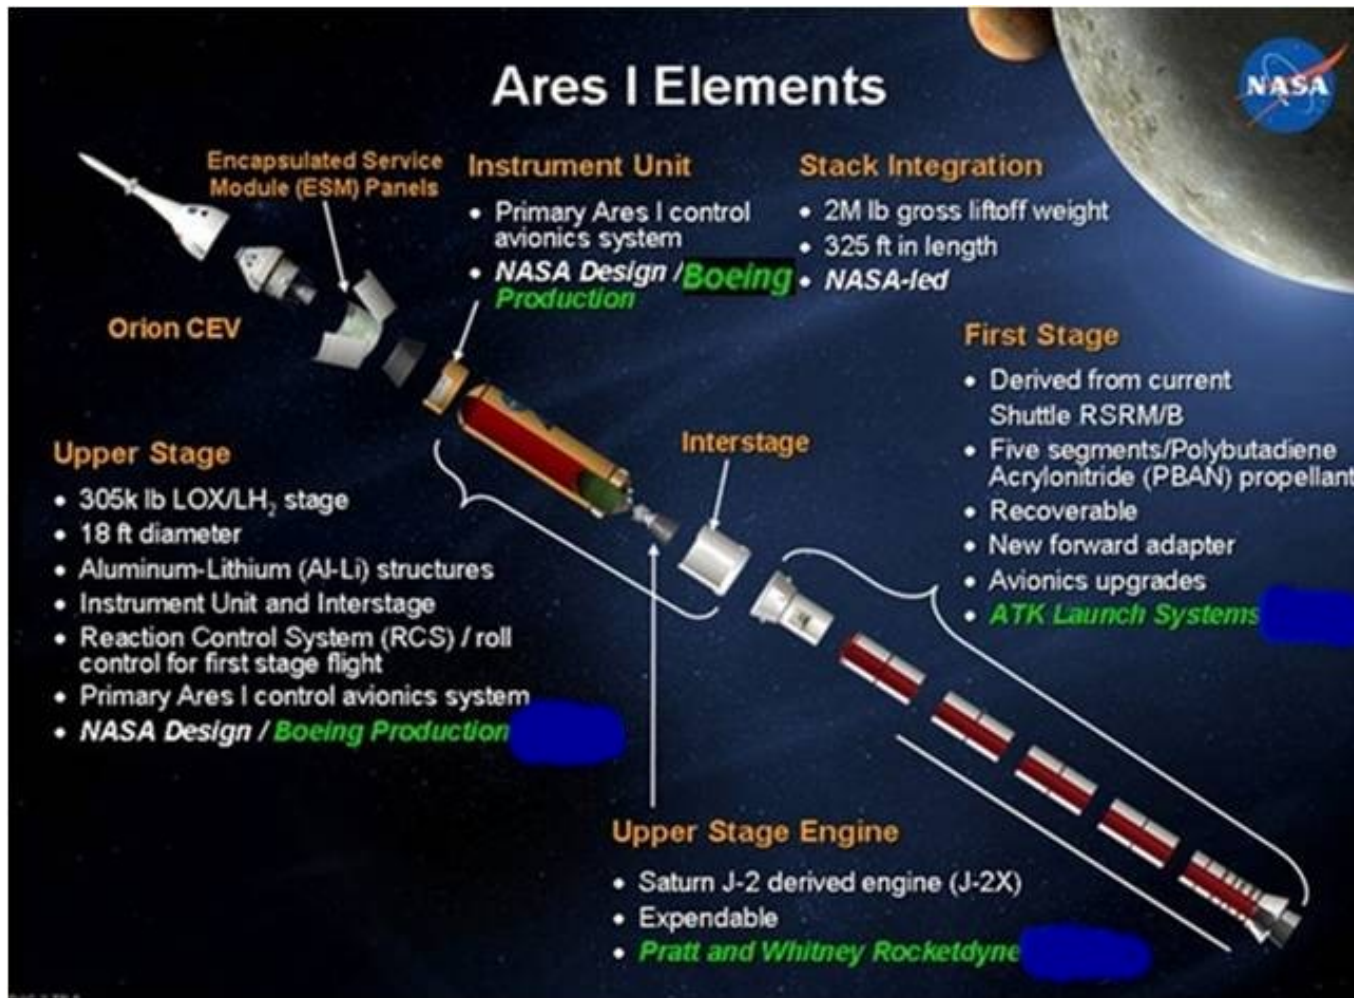 Ares I Elements
NASA
Encapsulated Service
Module (ESM) Panels
Orion CEV
Instrument Unit
• Primary Ares I control
avionics system
• NASA Design / Boeing
Production
Stack Integration
• 2M lb gross liftoff weight
• 325 ft in length
• NASA-led
First Stage
• Derived from current
Shuttle RSRM/B
• Five segments/Polybutadiene
Acrylonitride (PBAN) propellant
• Recoverable
• New forward adapter
• Avionics upgrades
• ATK Launch Systems
Upper Stage
• 305k lb LOX/LH₂ stage
• 18 ft diameter
• Aluminum-Lithium (Al-Li) structures
• Instrument Unit and Interstage
• Reaction Control System (RCS) / roll
control for first stage flight
• Primary Ares I control avionics system
• NASA Design / Boeing Production
Interstage
Upper Stage Engine
• Saturn J-2 derived engine (J-2X)
• Expendable
• Pratt and Whitney Rocketdyne